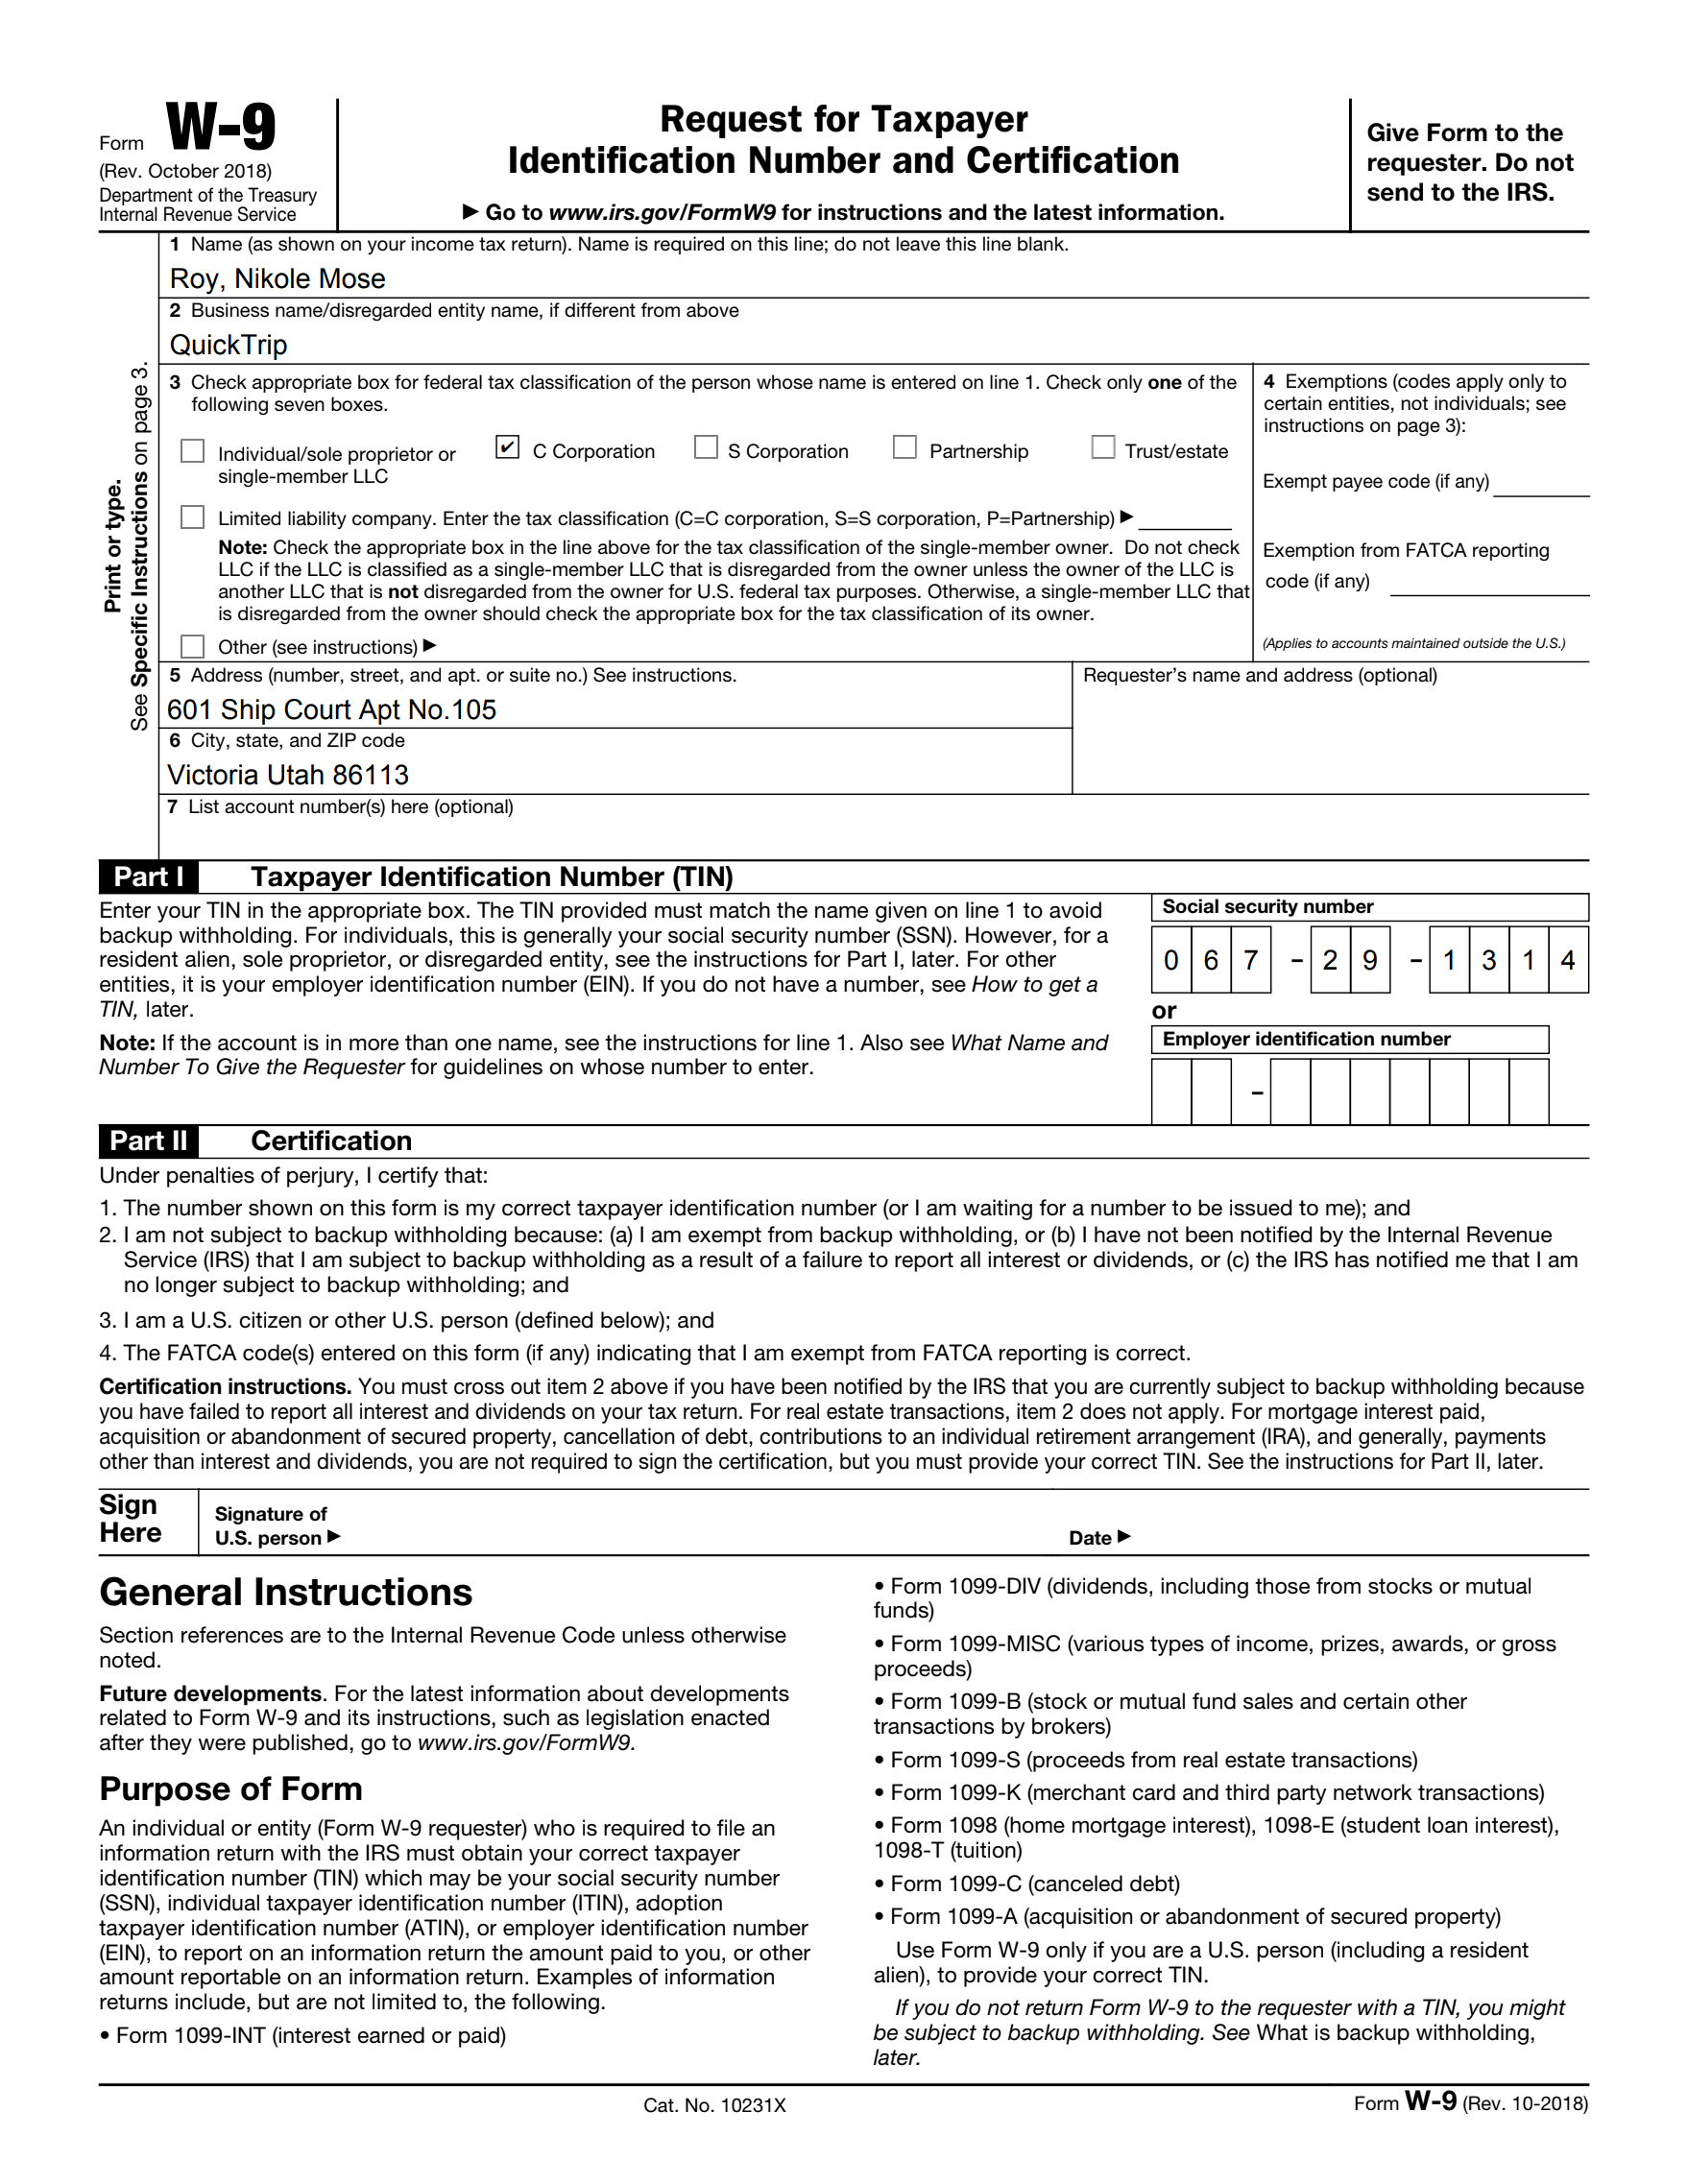 Form W-9
(Rev. October 2018)
Department of the Treasury
Internal Revenue Service
Request for Taxpayer
Identification Number and Certification
▶ Go to www.irs.gov/FormW9 for instructions and the latest information.
Give Form to the
requester. Do not
send to the IRS.
Print or type.
See Specific Instructions on page 3.
1 Name (as shown on your income tax return). Name is required on this line; do not leave this line blank.
Roy, Nikole Mose
2 Business name/disregarded entity name, if different from above
QuickTrip
3 Check appropriate box for federal tax classification of the person whose name is entered on line 1. Check only one of the
following seven boxes.
Individual/sole proprietor or
single-member LLC
✔ C Corporation
S Corporation
Partnership
Trust/estate
Limited liability company. Enter the tax classification (C=C corporation, S=S corporation, P=Partnership) ▶
Note: Check the appropriate box in the line above for the tax classification of the single-member owner. Do not check
LLC if the LLC is classified as a single-member LLC that is disregarded from the owner unless the owner of the LLC is
another LLC that is not disregarded from the owner for U.S. federal tax purposes. Otherwise, a single-member LLC that
is disregarded from the owner should check the appropriate box for the tax classification of its owner.
Other (see instructions) ▶
4 Exemptions (codes apply only to
certain entities, not individuals; see
instructions on page 3):
Exempt payee code (if any)
Exemption from FATCA reporting
code (if any)
(Applies to accounts maintained outside the U.S.)
5 Address (number, street, and apt. or suite no.) See instructions.
601 Ship Court Apt No.105
Requester's name and address (optional)
6 City, state, and ZIP code
Victoria Utah 86113
7 List account number(s) here (optional)
Part I Taxpayer Identification Number (TIN)
Enter your TIN in the appropriate box. The TIN provided must match the name given on line 1 to avoid
backup withholding. For individuals, this is generally your social security number (SSN). However, for a
resident alien, sole proprietor, or disregarded entity, see the instructions for Part I, later. For other
entities, it is your employer identification number (EIN). If you do not have a number, see How to get a
TIN, later.
Note: If the account is in more than one name, see the instructions for line 1. Also see What Name and
Number To Give the Requester for guidelines on whose number to enter.
Social security number
0 6 7 – 2 9 – 1 3 1 4
or
Employer identification number
–
Part II Certification
Under penalties of perjury, I certify that:
1. The number shown on this form is my correct taxpayer identification number (or I am waiting for a number to be issued to me); and
2. I am not subject to backup withholding because: (a) I am exempt from backup withholding, or (b) I have not been notified by the Internal Revenue
Service (IRS) that I am subject to backup withholding as a result of a failure to report all interest or dividends, or (c) the IRS has notified me that I am
no longer subject to backup withholding; and
3. I am a U.S. citizen or other U.S. person (defined below); and
4. The FATCA code(s) entered on this form (if any) indicating that I am exempt from FATCA reporting is correct.
Certification instructions. You must cross out item 2 above if you have been notified by the IRS that you are currently subject to backup withholding because
you have failed to report all interest and dividends on your tax return. For real estate transactions, item 2 does not apply. For mortgage interest paid,
acquisition or abandonment of secured property, cancellation of debt, contributions to an individual retirement arrangement (IRA), and generally, payments
other than interest and dividends, you are not required to sign the certification, but you must provide your correct TIN. See the instructions for Part II, later.
Sign
Here
Signature of
U.S. person ▶
Date ▶
General Instructions
Section references are to the Internal Revenue Code unless otherwise
noted.
Future developments. For the latest information about developments
related to Form W-9 and its instructions, such as legislation enacted
after they were published, go to www.irs.gov/FormW9.
Purpose of Form
An individual or entity (Form W-9 requester) who is required to file an
information return with the IRS must obtain your correct taxpayer
identification number (TIN) which may be your social security number
(SSN), individual taxpayer identification number (ITIN), adoption
taxpayer identification number (ATIN), or employer identification number
(EIN), to report on an information return the amount paid to you, or other
amount reportable on an information return. Examples of information
returns include, but are not limited to, the following.
• Form 1099-INT (interest earned or paid)
• Form 1099-DIV (dividends, including those from stocks or mutual
funds)
• Form 1099-MISC (various types of income, prizes, awards, or gross
proceeds)
• Form 1099-B (stock or mutual fund sales and certain other
transactions by brokers)
• Form 1099-S (proceeds from real estate transactions)
• Form 1099-K (merchant card and third party network transactions)
• Form 1098 (home mortgage interest), 1098-E (student loan interest),
1098-T (tuition)
• Form 1099-C (canceled debt)
• Form 1099-A (acquisition or abandonment of secured property)
Use Form W-9 only if you are a U.S. person (including a resident
alien), to provide your correct TIN.
If you do not return Form W-9 to the requester with a TIN, you might
be subject to backup withholding. See What is backup withholding,
later.
Cat. No. 10231X
Form W-9 (Rev. 10-2018)